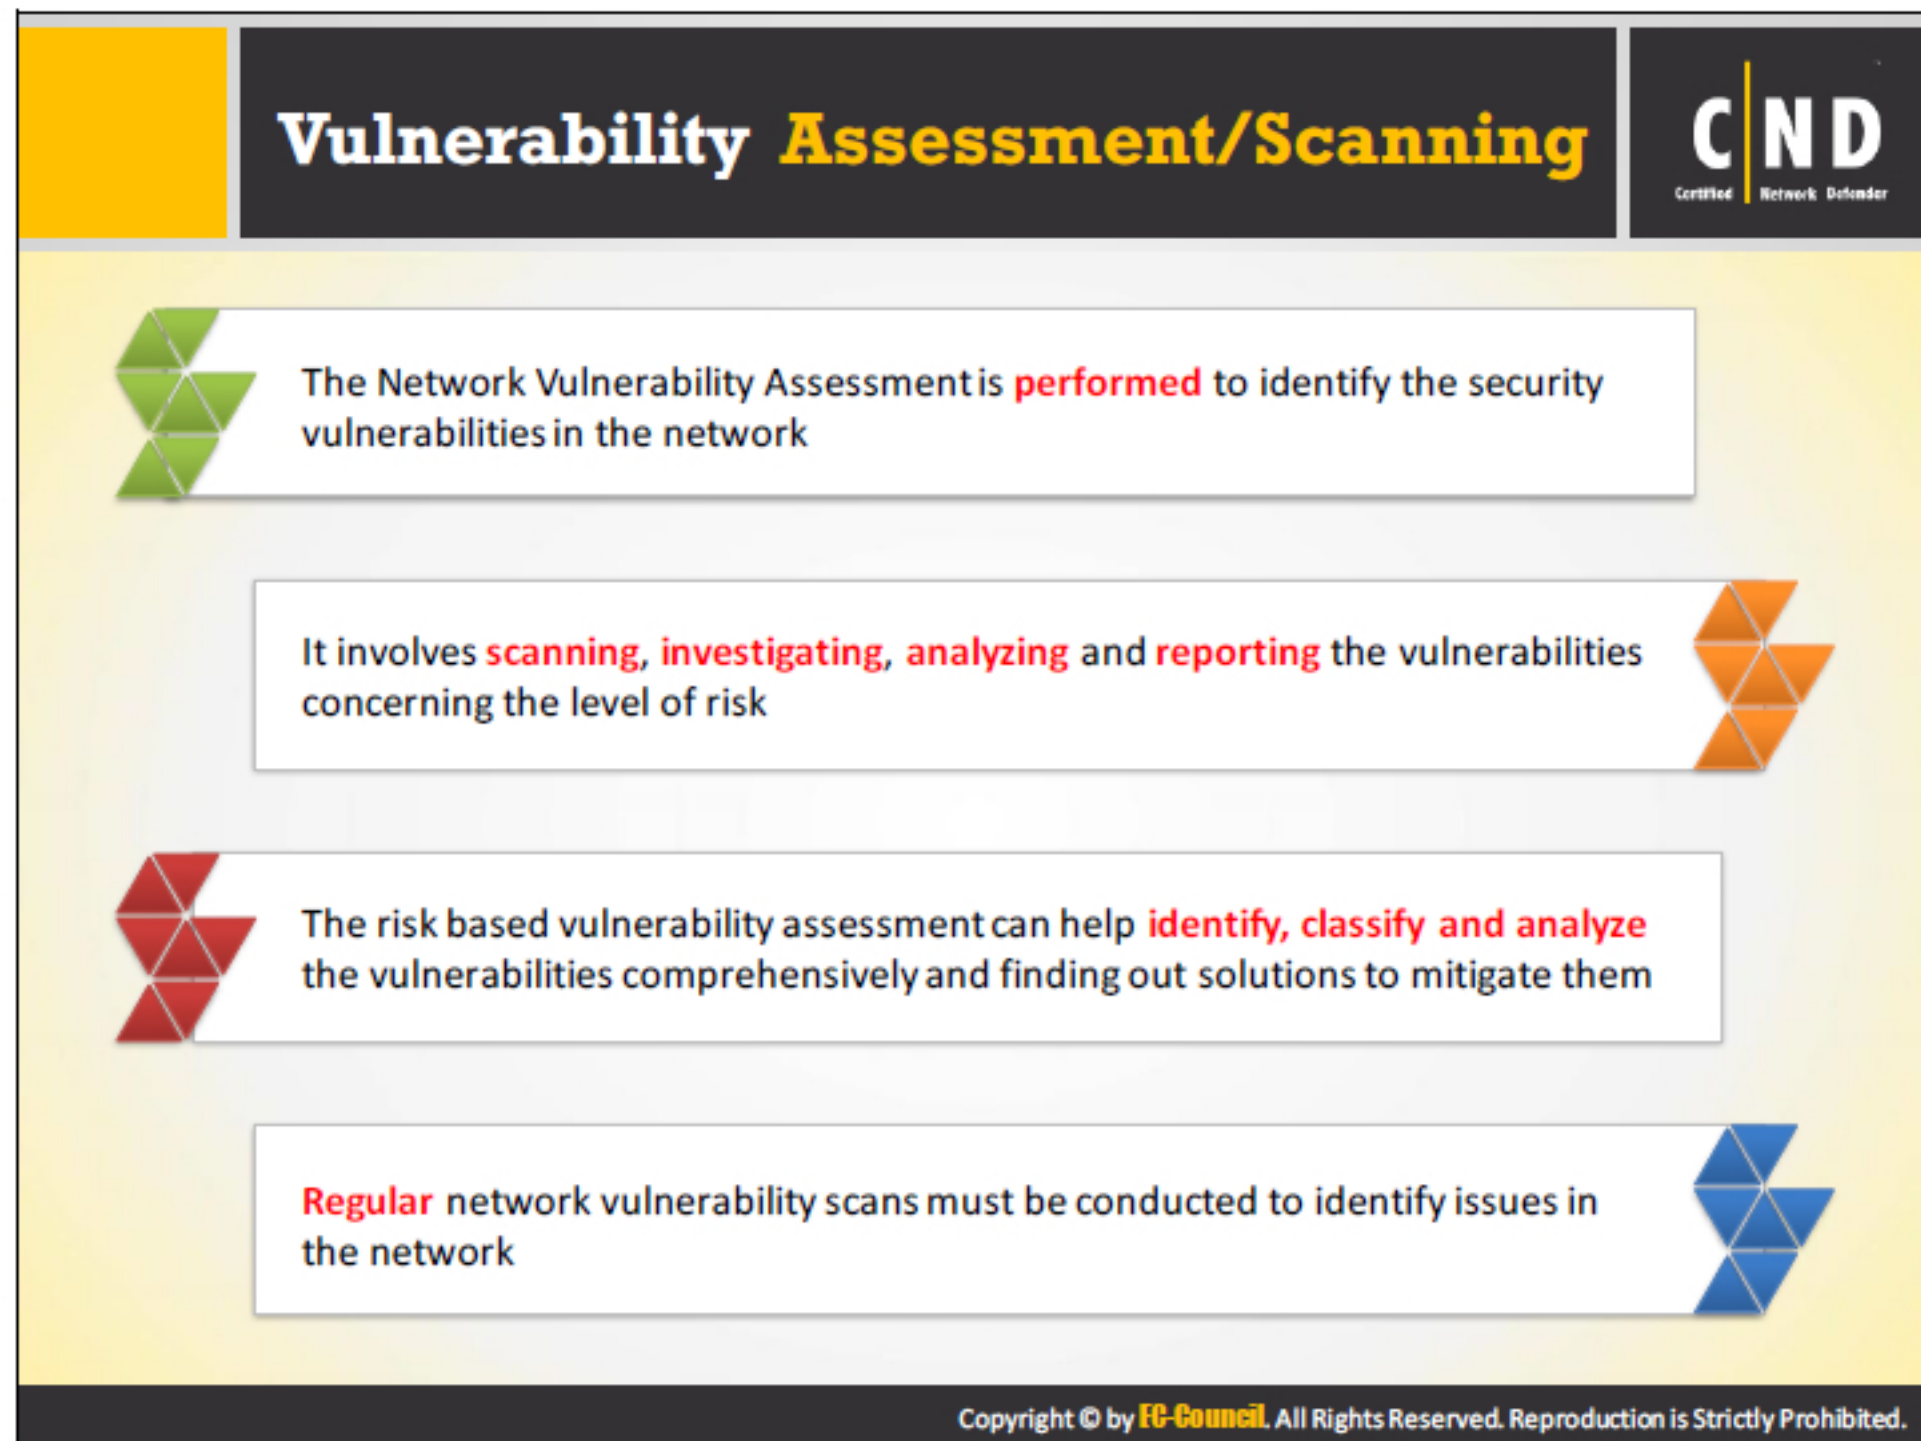 Vulnerability Assessment/Scanning
C N D
Certified Network Defender
The Network Vulnerability Assessment is performed to identify the security
vulnerabilities in the network
It involves scanning, investigating, analyzing and reporting the vulnerabilities
concerning the level of risk
The risk based vulnerability assessment can help identify, classify and analyze
the vulnerabilities comprehensively and finding out solutions to mitigate them
Regular network vulnerability scans must be conducted to identify issues in
the network
Copyright © by EC-Council. All Rights Reserved. Reproduction is Strictly Prohibited.